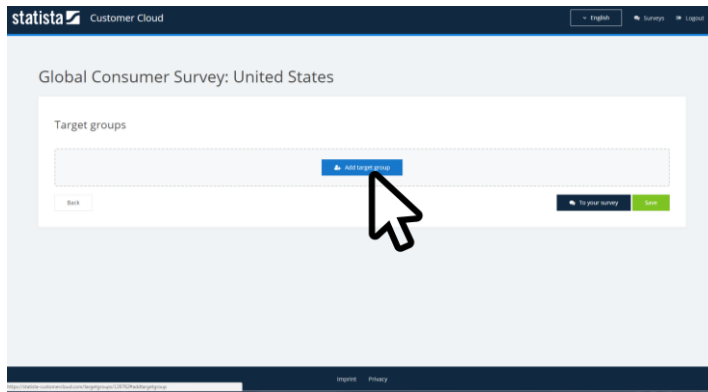 statista Customer Cloud
English
Surveys
Logout
Global Consumer Survey: United States
Target groups
Add target group
Back
To your survey
Save
Imprint Privacy